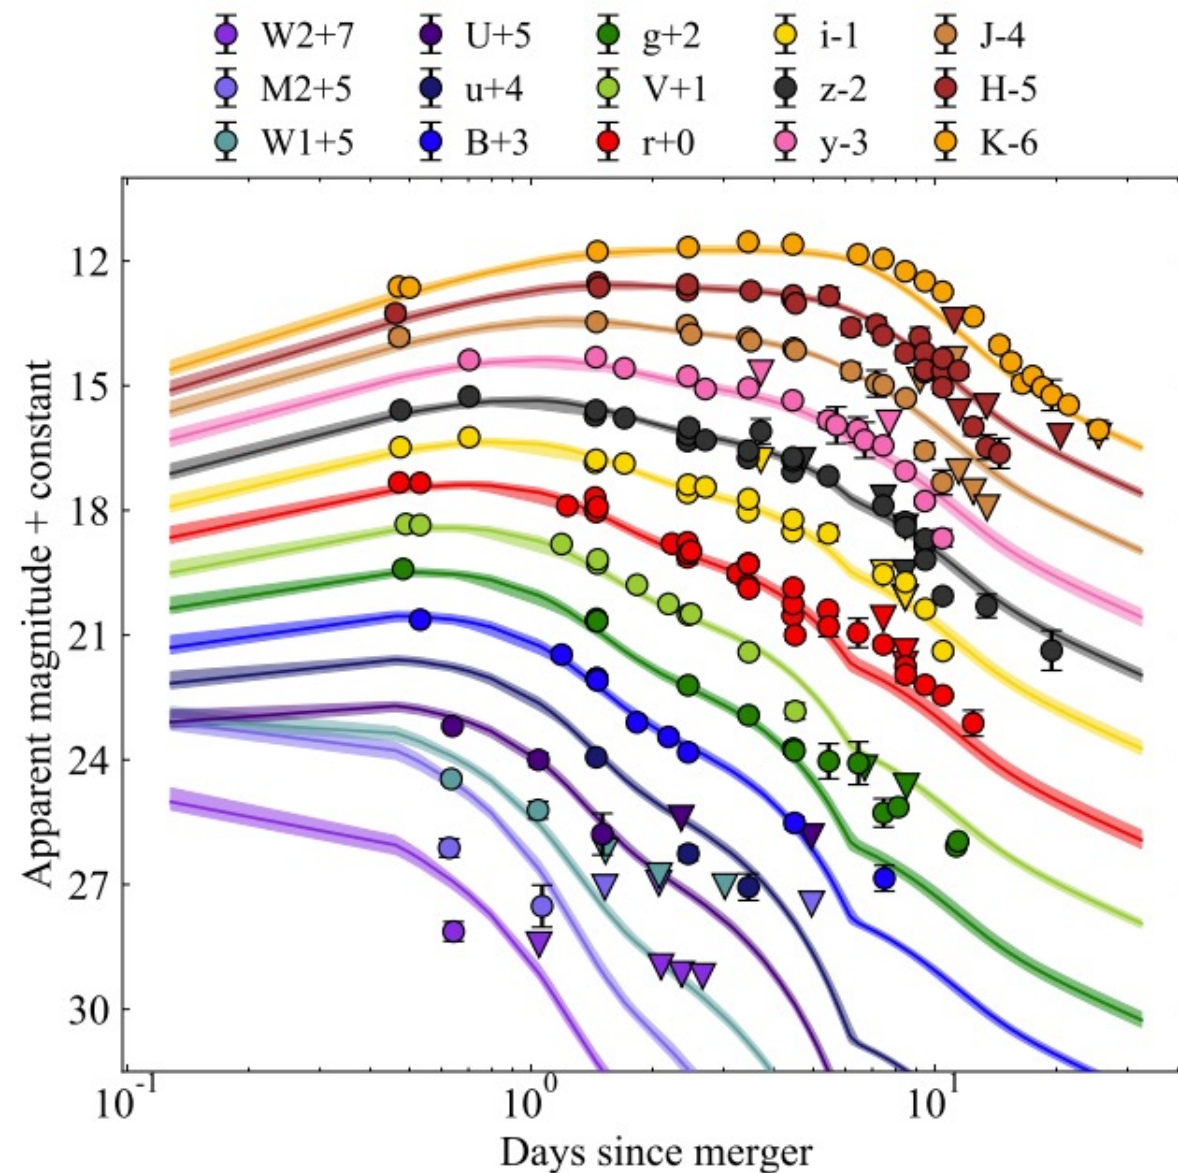 W2+7 U+5 g+2 i-1 J-4
M2+5 u+4 V+1 z-2 H-5
W1+5 B+3 r+0 y-3 K-6
12
15
18
21
24
27
30
Apparent magnitude + constant
10-1 100 101
Days since merger